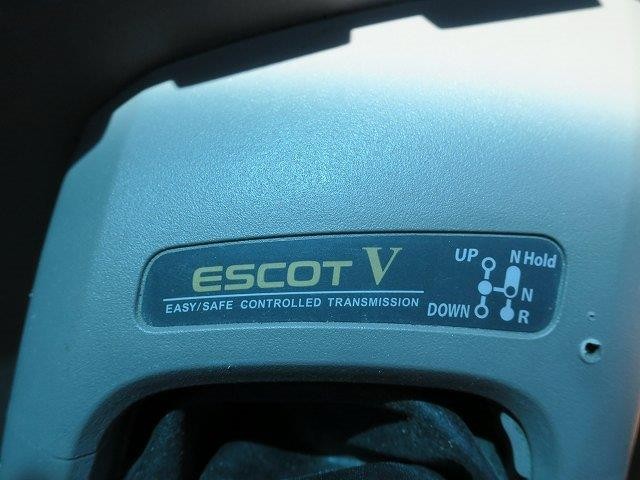 ESCOT V
EASY/SAFE CONTROLLED TRANSMISSION
UP N Hold
N
DOWN R